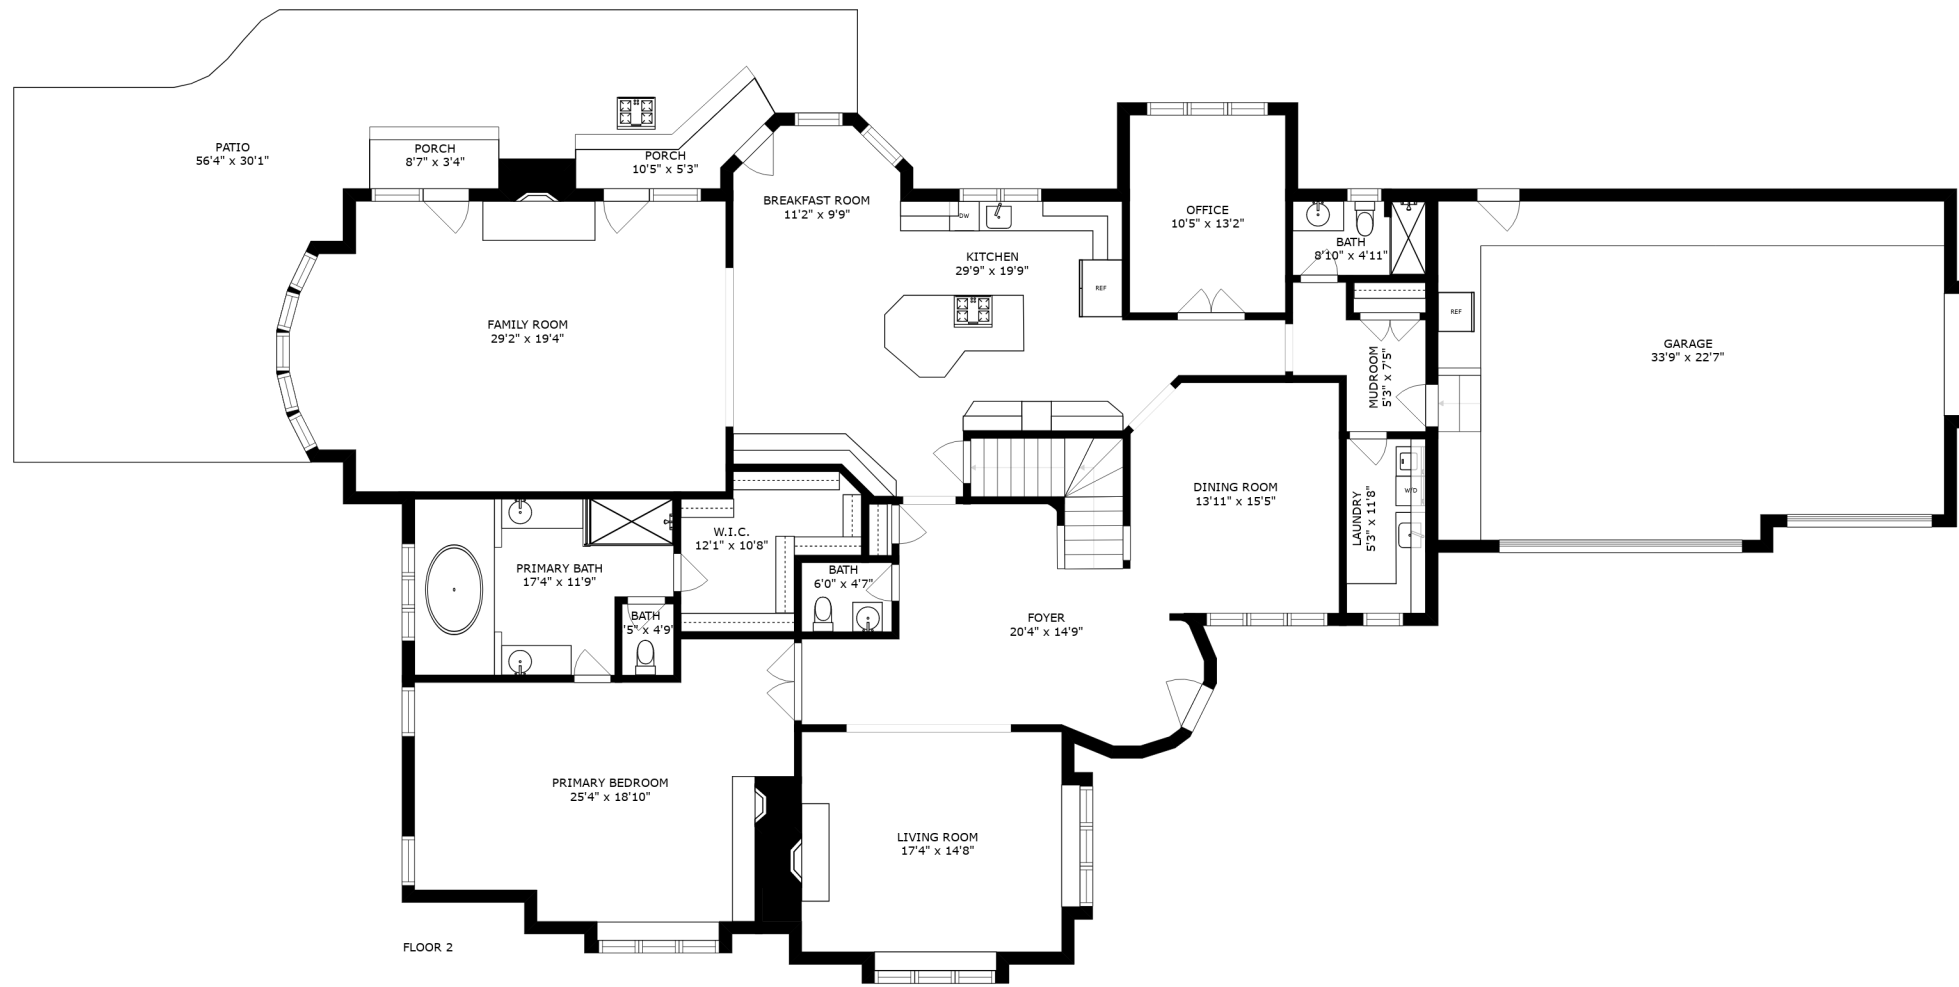 PATIO
56'4" x 30'1"
PORCH
8'7" x 3'4"
PORCH
10'5" x 5'3"
BREAKFAST ROOM
11'2" x 9'9"
DW
KITCHEN
29'9" x 19'9"
REF
OFFICE
10'5" x 13'2"
BATH
8'10" x 4'11"
FAMILY ROOM
29'2" x 19'4"
REF
GARAGE
33'9" x 22'7"
MUDROOM
5'3" x 7'5"
DINING ROOM
13'11" x 15'5"
LAUNDRY
5'3" x 11'8"
W/D
W.I.C.
12'1" x 10'8"
PRIMARY BATH
17'4" x 11'9"
BATH
6'0" x 4'7"
BATH
'5" x 4'9"
FOYER
20'4" x 14'9"
PRIMARY BEDROOM
25'4" x 18'10"
LIVING ROOM
17'4" x 14'8"
FLOOR 2